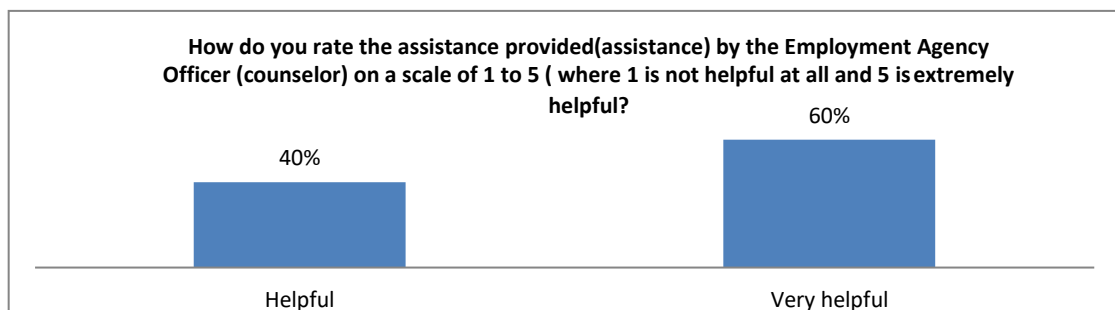 How do you rate the assistance provided(assistance) by the Employment Agency
Officer (counselor) on a scale of 1 to 5 ( where 1 is not helpful at all and 5 is extremely
helpful?
60%
40%
Helpful
Very helpful